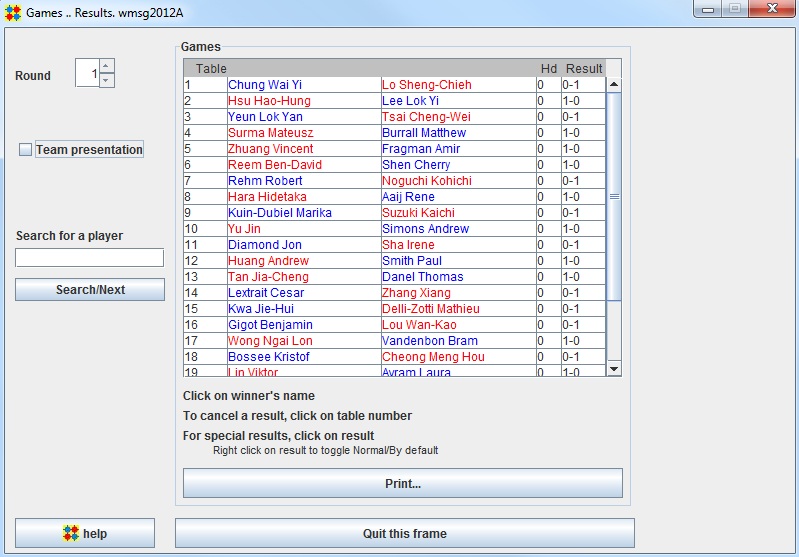 Games .. Results. wmsg2012A
Round 1
Team presentation
Search for a player
Search/Next
Games
Table Hd Result
1 Chung Wai Yi Lo Sheng-Chieh 0 0-1
2 Hsu Hao-Hung Lee Lok Yi 0 1-0
3 Yeun Lok Yan Tsai Cheng-Wei 0 0-1
4 Surma Mateusz Burrall Matthew 0 1-0
5 Zhuang Vincent Fragman Amir 0 1-0
6 Reem Ben-David Shen Cherry 0 1-0
7 Rehm Robert Noguchi Kohichi 0 0-1
8 Hara Hidetaka Aaij Rene 0 1-0
9 Kuin-Dubiel Marika Suzuki Kaichi 0 0-1
10 Yu Jin Simons Andrew 0 1-0
11 Diamond Jon Sha Irene 0 0-1
12 Huang Andrew Smith Paul 0 1-0
13 Tan Jia-Cheng Danel Thomas 0 1-0
14 Lextrait Cesar Zhang Xiang 0 0-1
15 Kwa Jie-Hui Delli-Zotti Mathieu 0 0-1
16 Gigot Benjamin Lou Wan-Kao 0 0-1
17 Wong Ngai Lon Vandenbon Bram 0 1-0
18 Bossee Kristof Cheong Meng Hou 0 0-1
19 Lin Viktor Avram Laura 0 1-0
Click on winner's name
To cancel a result, click on table number
For special results, click on result
Right click on result to toggle Normal/By default
Print...
help
Quit this frame